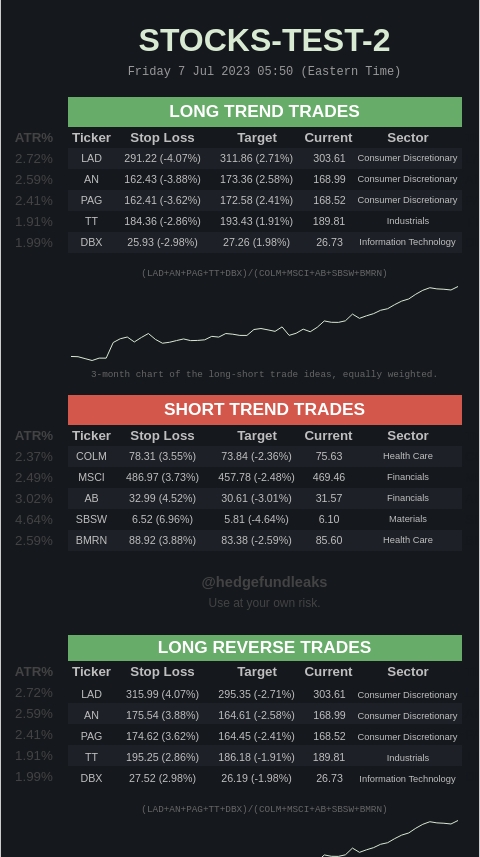 STOCKS-TEST-2
Friday 7 Jul 2023 05:50 (Eastern Time)
LONG TREND TRADES
ATR% Ticker Stop Loss Target Current Sector
2.72% LAD 291.22 (-4.07%) 311.86 (2.71%) 303.61 Consumer Discretionary
2.59% AN 162.43 (-3.88%) 173.36 (2.58%) 168.99 Consumer Discretionary
2.41% PAG 162.41 (-3.62%) 172.58 (2.41%) 168.52 Consumer Discretionary
1.91% TT 184.36 (-2.86%) 193.43 (1.91%) 189.81 Industrials
1.99% DBX 25.93 (-2.98%) 27.26 (1.98%) 26.73 Information Technology
(LAD+AN+PAG+TT+DBX)/(COLM+MSCI+AB+SBSW+BMRN)
3-month chart of the long-short trade ideas, equally weighted.
SHORT TREND TRADES
ATR% Ticker Stop Loss Target Current Sector
2.37% COLM 78.31 (3.55%) 73.84 (-2.36%) 75.63 Health Care
2.49% MSCI 486.97 (3.73%) 457.78 (-2.48%) 469.46 Financials
3.02% AB 32.99 (4.52%) 30.61 (-3.01%) 31.57 Financials
4.64% SBSW 6.52 (6.96%) 5.81 (-4.64%) 6.10 Materials
2.59% BMRN 88.92 (3.88%) 83.38 (-2.59%) 85.60 Health Care
@hedgefundleaks
Use at your own risk.
LONG REVERSE TRADES
ATR% Ticker Stop Loss Target Current Sector
2.72% LAD 315.99 (4.07%) 295.35 (-2.71%) 303.61 Consumer Discretionary
2.59% AN 175.54 (3.88%) 164.61 (-2.58%) 168.99 Consumer Discretionary
2.41% PAG 174.62 (3.62%) 164.45 (-2.41%) 168.52 Consumer Discretionary
1.91% TT 195.25 (2.86%) 186.18 (-1.91%) 189.81 Industrials
1.99% DBX 27.52 (2.98%) 26.19 (-1.98%) 26.73 Information Technology
(LAD+AN+PAG+TT+DBX)/(COLM+MSCI+AB+SBSW+BMRN)